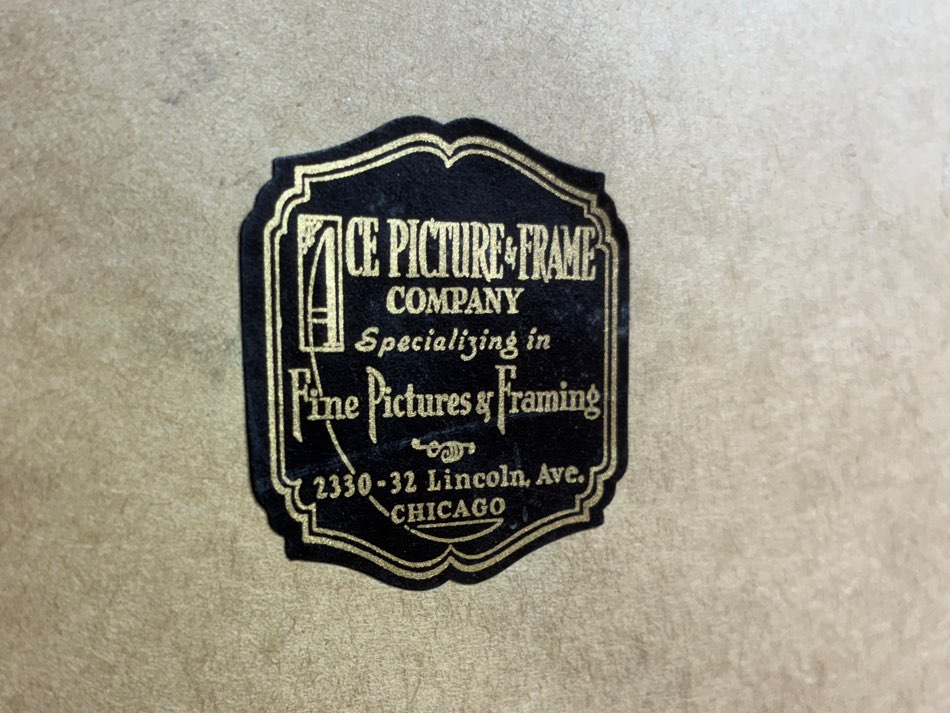 ACE PICTURE & FRAME
COMPANY
Specializing in
Fine Pictures & Framing
2330-32 Lincoln, Ave.
CHICAGO